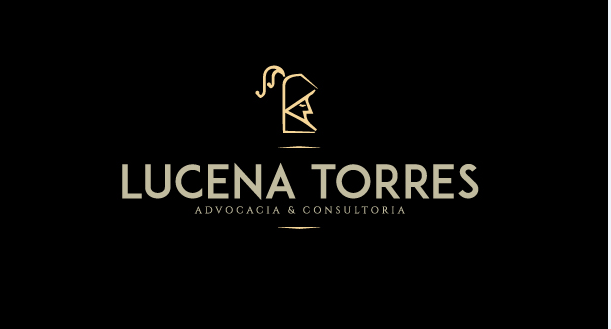 LUCENA TORRES
ADVOCACIA & CONSULTORIA